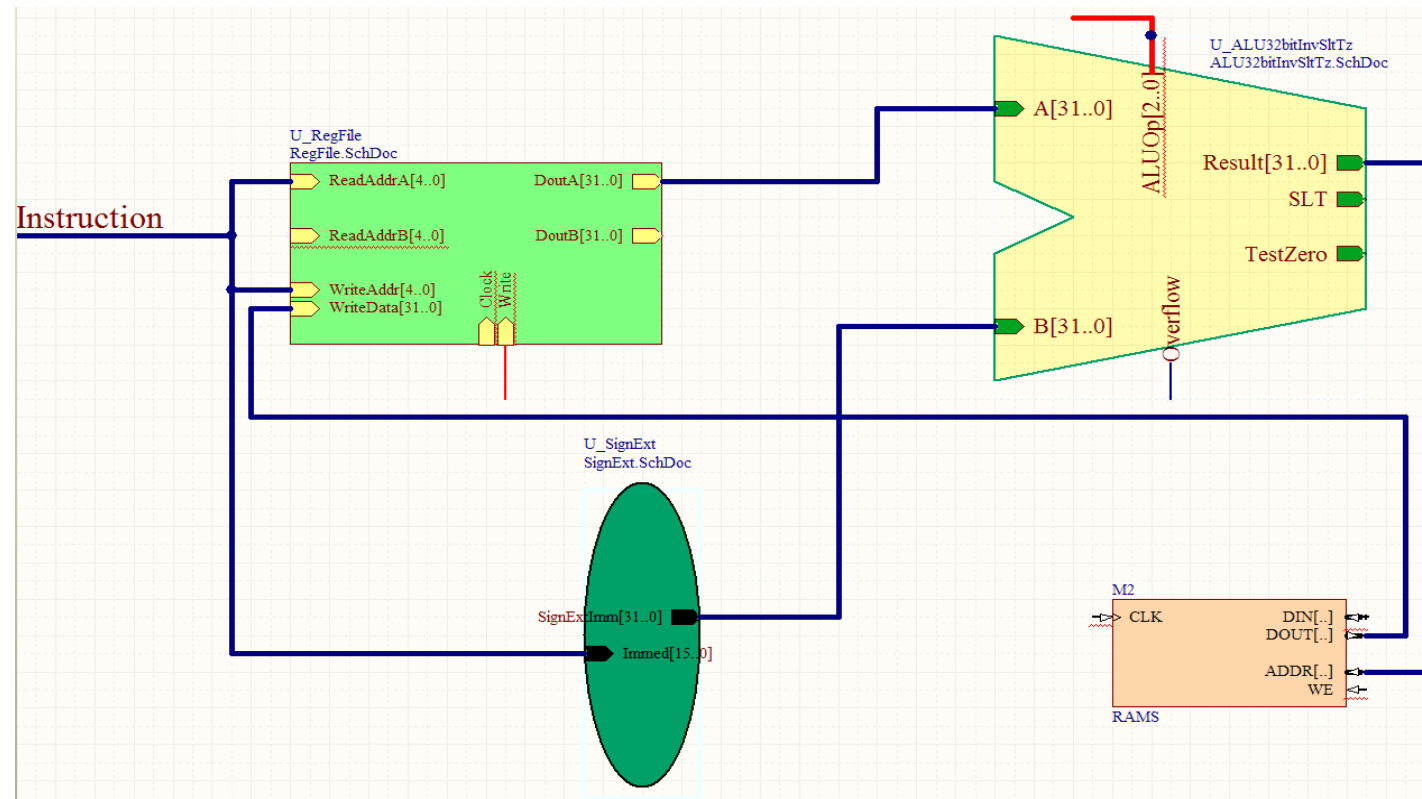 U_ALU32bitInvSltTz
ALU32bitInvSltTz.SchDoc
ALUOp[2..0]
A[31..0]
Result[31..0]
SLT
TestZero
B[31..0]
Overflow
U_RegFile
RegFile.SchDoc
ReadAddrA[4..0]
DoutA[31..0]
Instruction
ReadAddrB[4..0]
DoutB[31..0]
WriteAddr[4..0]
WriteData[31..0]
Clock
Write
U_SignExt
SignExt.SchDoc
SignExtImm[31..0]
Immed[15..0]
M2
CLK
DIN[..]
DOUT[..]
ADDR[..]
WE
RAMS